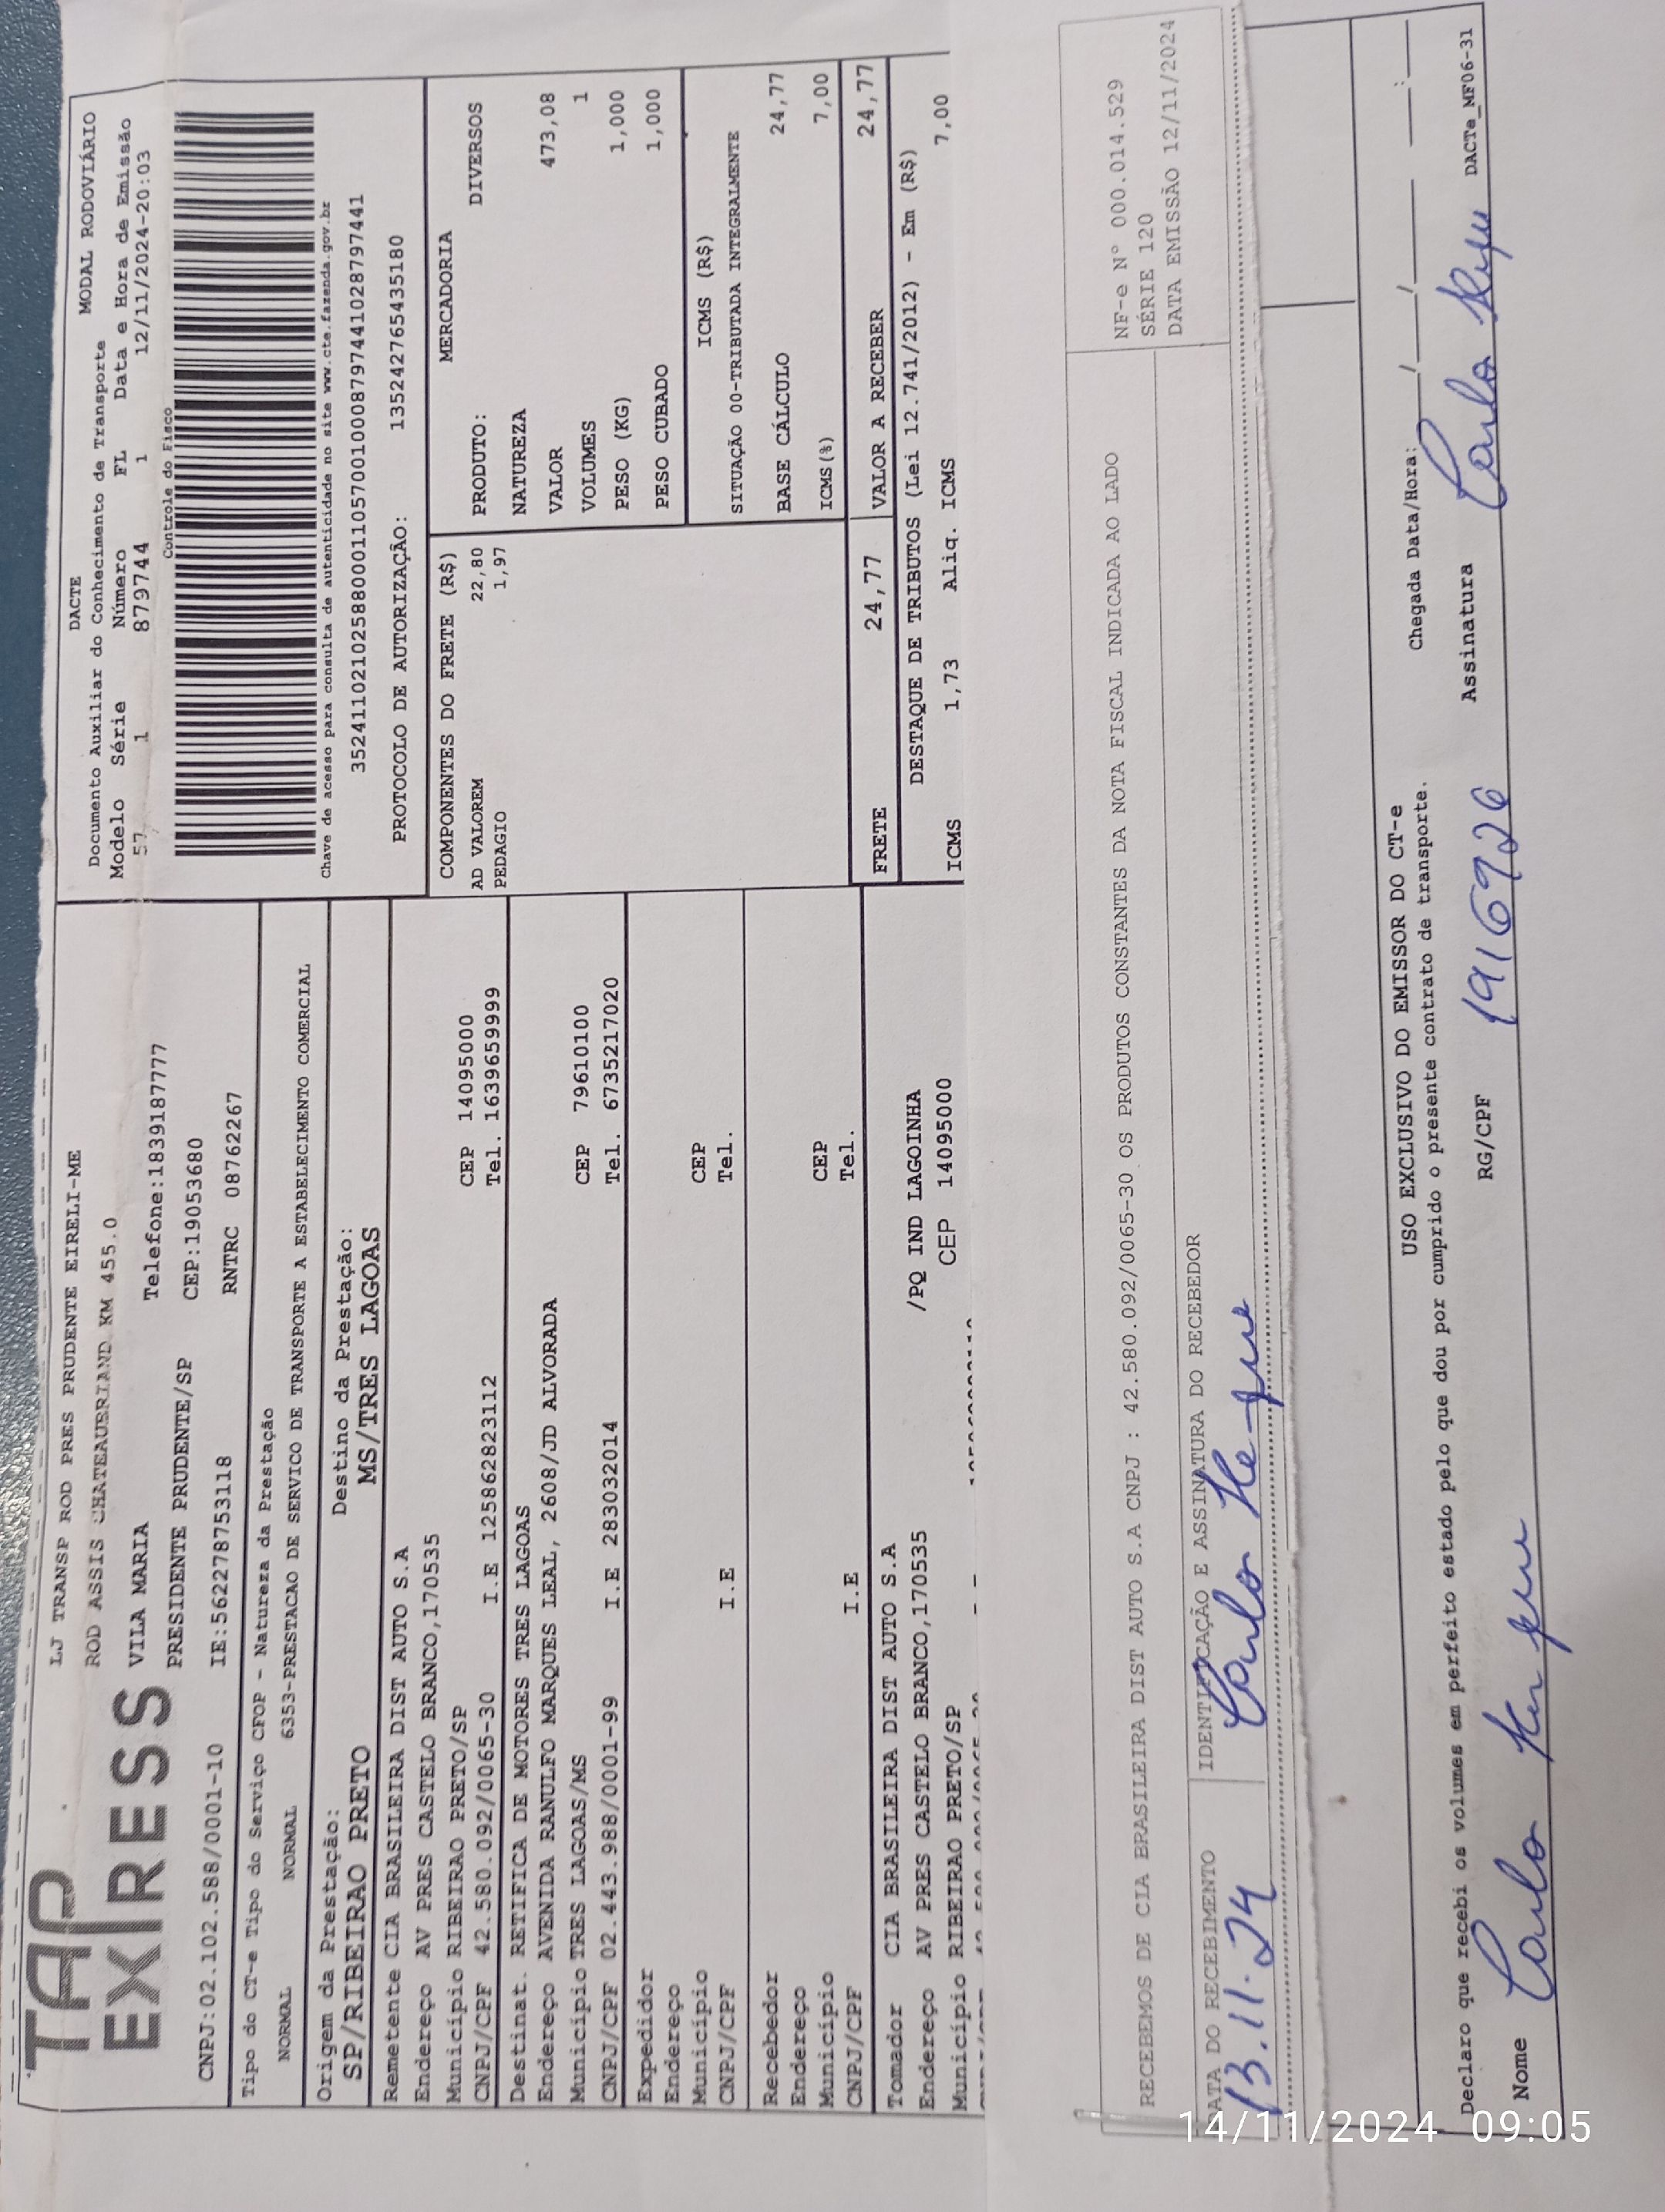 TAP
EXPRESS
LJ TRANSP ROD PRES PRUDENTE EIRELI-ME
ROD ASSIS CHATEAUBRIAND KM 455.0
VILA MARIA Telefone:1839187777
PRESIDENTE PRUDENTE/SP CEP:19053680
CNPJ:02.102.588/0001-10 IE:562278753118 RNTRC 08762267
Tipo do CT-e Tipo do Serviço CFOP - Natureza da Prestação
NORMAL NORMAL 6353-PRESTACAO DE SERVICO DE TRANSPORTE A ESTABELECIMENTO COMERCIAL
Origem da Prestação: Destino da Prestação:
SP/RIBEIRAO PRETO MS/TRES LAGOAS
Remetente CIA BRASILEIRA DIST AUTO S.A
Endereço AV PRES CASTELO BRANCO,170535
Município RIBEIRAO PRETO/SP CEP 14095000
CNPJ/CPF 42.580.092/0065-30 I.E 125862823112 Tel. 1639659999
Destinat. RETIFICA DE MOTORES TRES LAGOAS
Endereço AVENIDA RANULFO MARQUES LEAL, 2608/JD ALVORADA
Município TRES LAGOAS/MS CEP 79610100
CNPJ/CPF 02.443.988/0001-99 I.E 283032014 Tel. 6735217020
Expedidor
Endereço
Município CEP
CNPJ/CPF I.E Tel.
Recebedor
Endereço
Município CEP
CNPJ/CPF I.E Tel.
Tomador CIA BRASILEIRA DIST AUTO S.A
Endereço AV PRES CASTELO BRANCO,170535 /PQ IND LAGOINHA
Município RIBEIRAO PRETO/SP CEP 14095000
DACTE MODAL RODOVIÁRIO
Documento Auxiliar do Conhecimento de Transporte
Modelo Série Número FL Data e Hora de Emissão
57 1 879744 1 12/11/2024-20:03
Controle do Fisco
Chave de acesso para consulta de autenticidade no site www.cte.fazenda.gov.br
35241102102588000110570010008797441028797441
PROTOCOLO DE AUTORIZAÇÃO: 135242765435180
COMPONENTES DO FRETE (R$)
AD VALOREM 22,80
PEDAGIO 1,97
MERCADORIA
PRODUTO: DIVERSOS
NATUREZA
VALOR 473,08
VOLUMES 1
PESO (KG) 1,000
PESO CUBADO 1,000
ICMS (R$)
SITUAÇÃO 00-TRIBUTADA INTEGRALMENTE
BASE CÁLCULO 24,77
ICMS(%) 7,00
FRETE 24,77 VALOR A RECEBER 24,77
DESTAQUE DE TRIBUTOS (Lei 12.741/2012) - Em (R$)
ICMS 1,73 Aliq. ICMS 7,00
RECEBEMOS DE CIA BRASILEIRA DIST AUTO S.A CNPJ : 42.580.092/0065-30 OS PRODUTOS CONSTANTES DA NOTA FISCAL INDICADA AO LADO
NF-e Nº 000.014.529
SÉRIE 120
DATA EMISSÃO 12/11/2024
DATA DO RECEBIMENTO IDENTIFICAÇÃO E ASSINATURA DO RECEBEDOR
13.11.24 Carlo
USO EXCLUSIVO DO EMISSOR DO CT-e
Chegada Data/Hora: __/__/__ __:__
Declaro que recebi os volumes em perfeito estado pelo que dou por cumprido o presente contrato de transporte.
Nome Carlo RG/CPF 1916926 Assinatura Carlo DACTe_MF06-31
14/11/2024 09:05